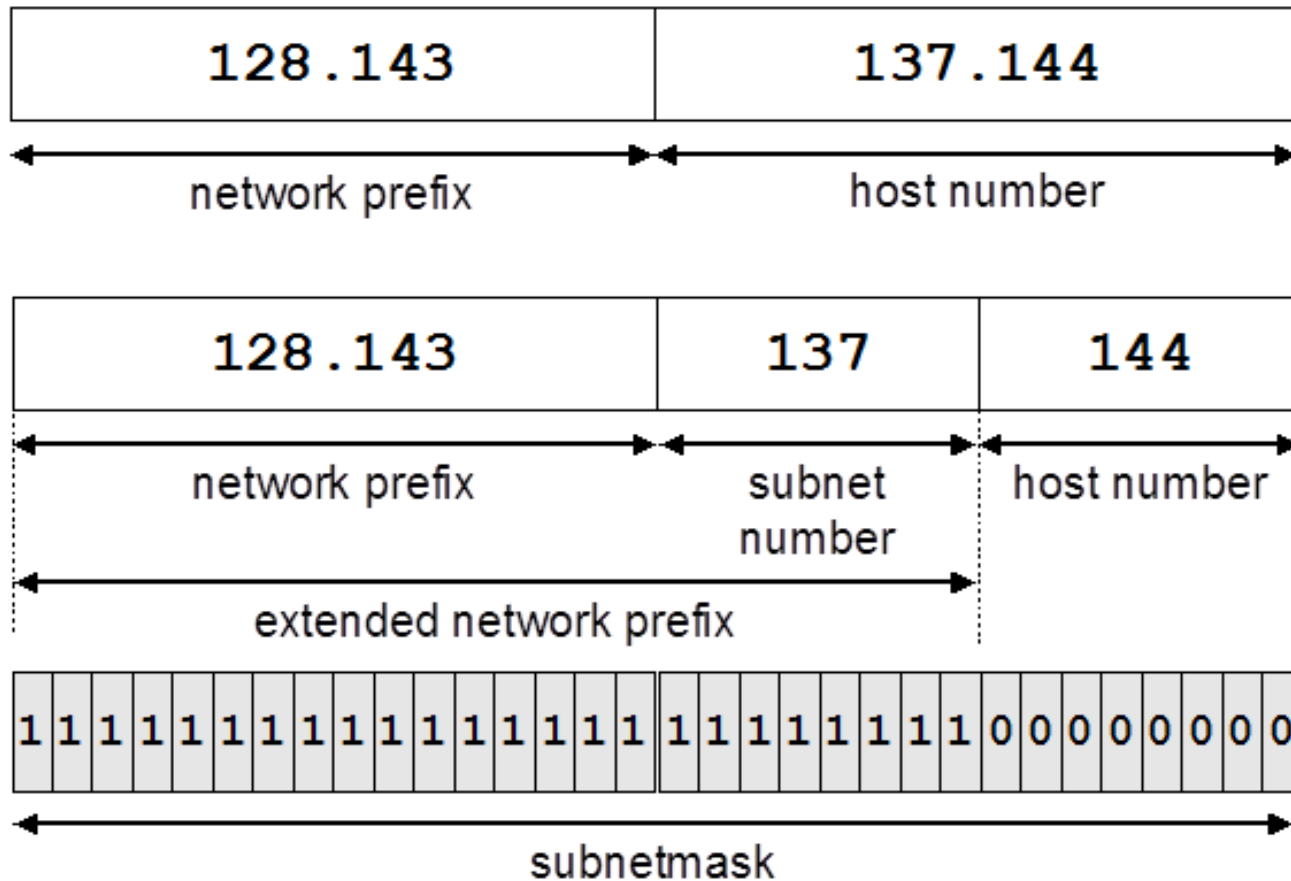 128.143 137.144
network prefix host number
128.143 137 144
network prefix subnet number host number
extended network prefix
1 1 1 1 1 1 1 1 1 1 1 1 1 1 1 1 1 1 1 1 1 1 1 1 0 0 0 0 0 0 0 0
subnetmask